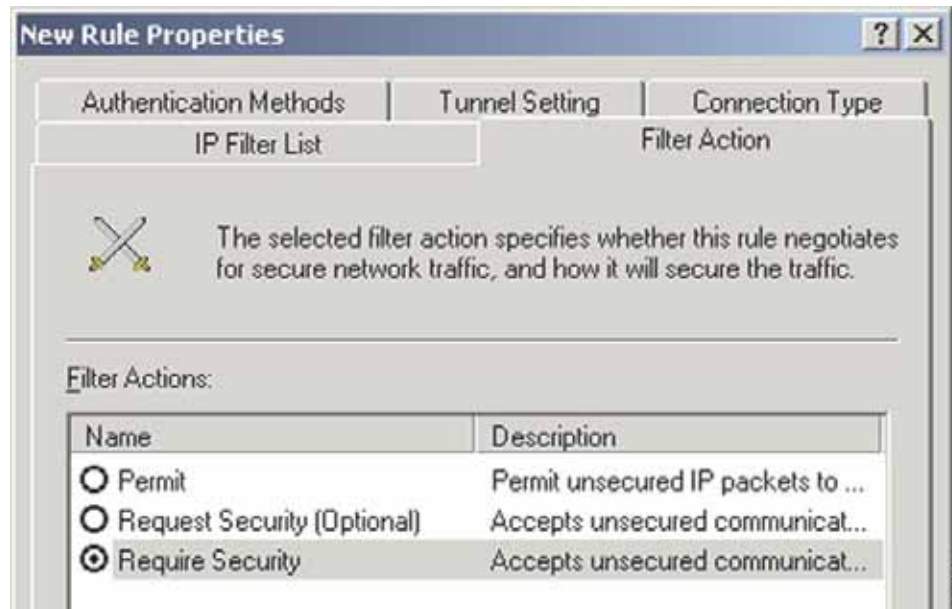 New Rule Properties
Authentication Methods Tunnel Setting Connection Type
IP Filter List Filter Action
The selected filter action specifies whether this rule negotiates
for secure network traffic, and how it will secure the traffic.
Filter Actions:
Name Description
Permit Permit unsecured IP packets to ...
Request Security (Optional) Accepts unsecured communicat...
Require Security Accepts unsecured communicat...